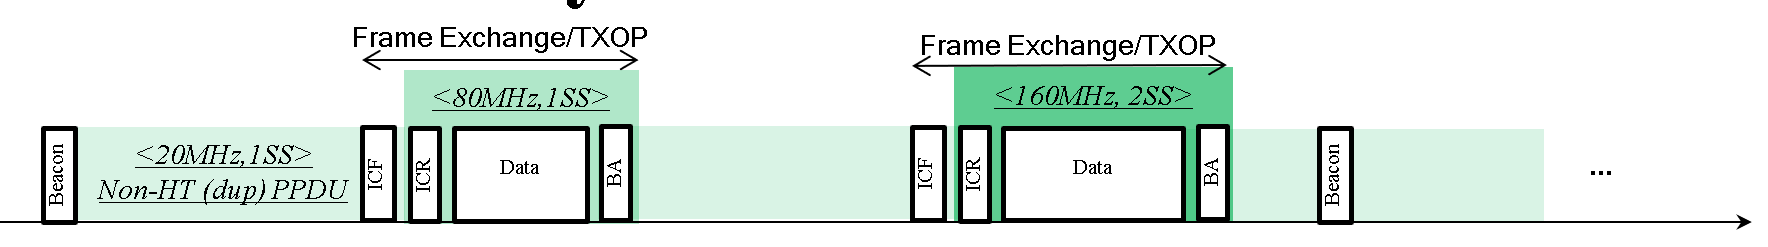 Frame Exchange/TXOP
Frame Exchange/TXOP
<80MHz,1SS>
<160MHz, 2SS>
Beacon
<20MHz,1SS>
Non-HT (dup) PPDU
ICF
ICR
Data
BA
ICF
ICR
Data
BA
Beacon
...